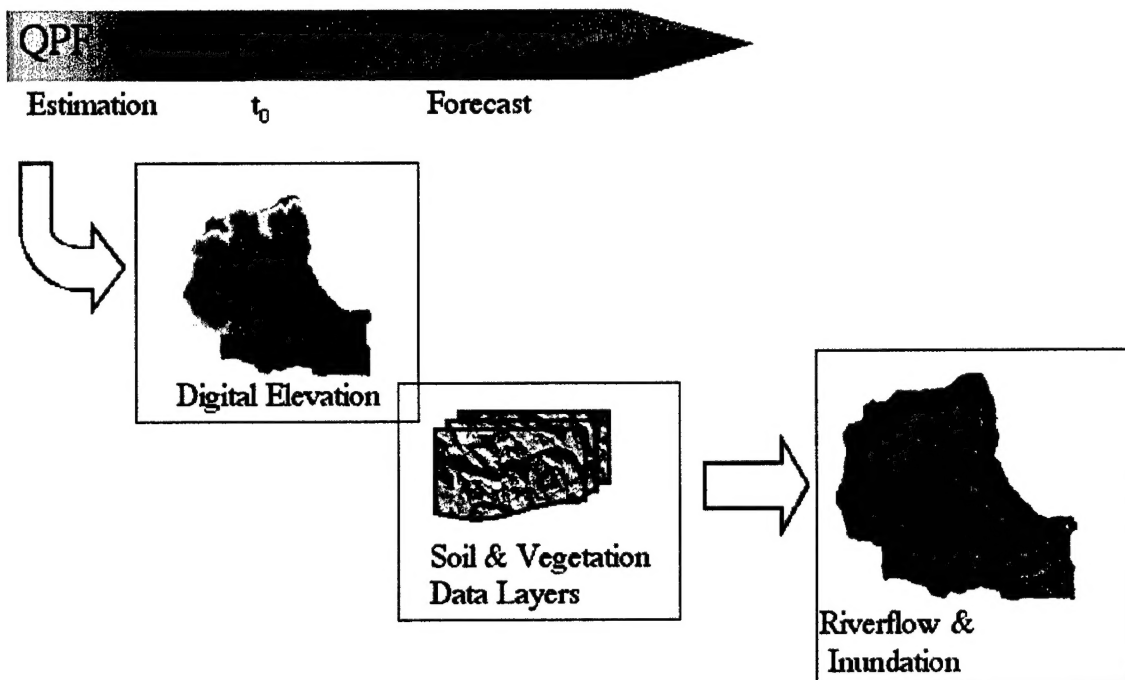 QPF
Estimation t₀ Forecast
Digital Elevation
Soil & Vegetation
Data Layers
Riverflow &
Inundation